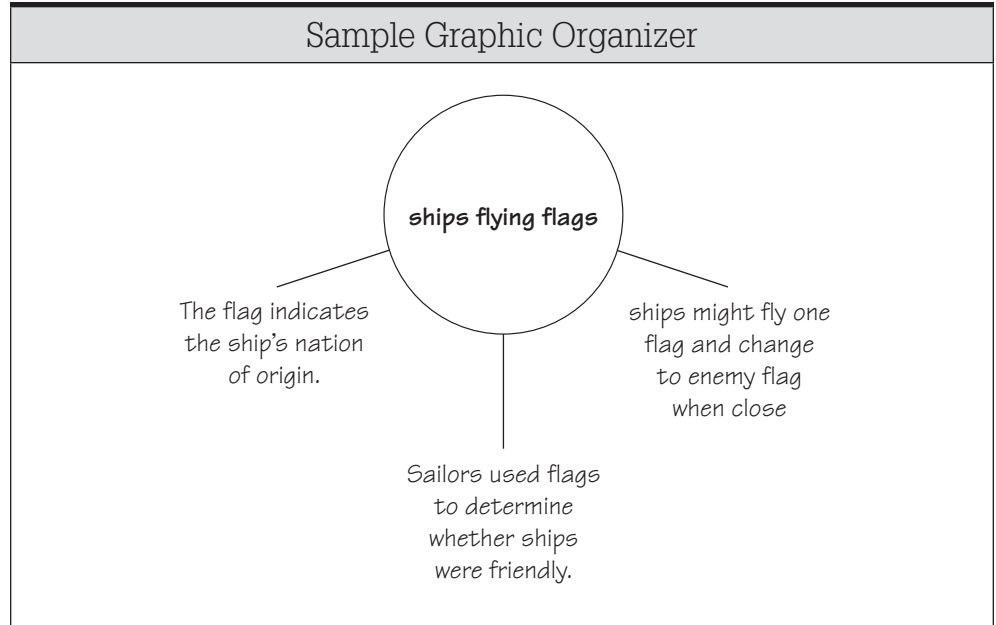 Sample Graphic Organizer
ships flying flags
The flag indicates
the ship's nation
of origin.
Sailors used flags
to determine
whether ships
were friendly.
ships might fly one
flag and change
to enemy flag
when close